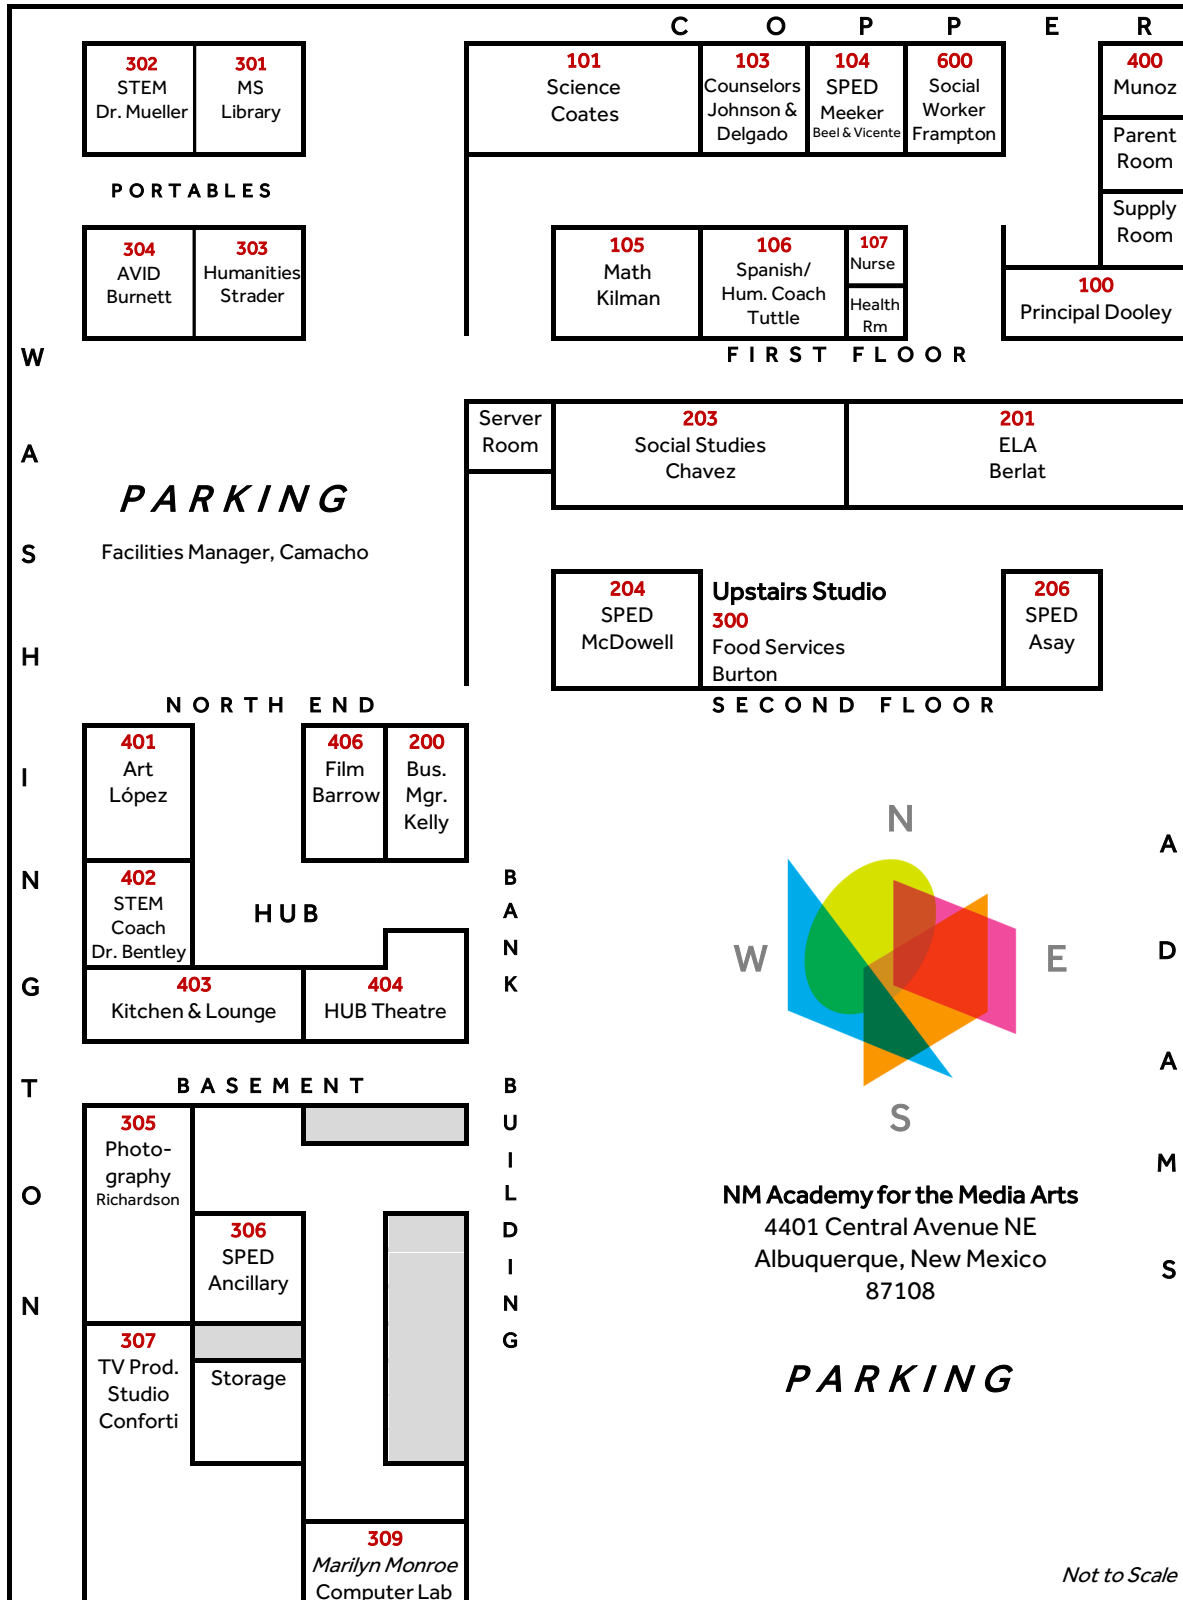 C O P P E R
302
STEM
Dr. Mueller
301
MS
Library
101
Science
Coates
103
Counselors
Johnson &
Delgado
104
SPED
Meeker
Beel & Vicente
600
Social
Worker
Frampton
400
Munoz
Parent
Room
Supply
Room
PORTABLES
304
AVID
Burnett
303
Humanities
Strader
105
Math
Kilman
106
Spanish/
Hum. Coach
Tuttle
107
Nurse
Health
Rm
100
Principal Dooley
FIRST FLOOR
WASHINGTON
Server
Room
203
Social Studies
Chavez
201
ELA
Berlat
PARKING
Facilities Manager, Camacho
204
SPED
McDowell
Upstairs Studio
300
Food Services
Burton
206
SPED
Asay
SECOND FLOOR
NORTH END
401
Art
López
406
Film
Barrow
200
Bus.
Mgr.
Kelly
402
STEM
Coach
Dr. Bentley
HUB
403
Kitchen & Lounge
404
HUB Theatre
BANK BUILDING
N
W
E
S
ADAMS
BASEMENT
305
Photo-
graphy
Richardson
306
SPED
Ancillary
307
TV Prod.
Studio
Conforti
Storage
309
Marilyn Monroe
Computer Lab
NM Academy for the Media Arts
4401 Central Avenue NE
Albuquerque, New Mexico
87108
PARKING
Not to Scale